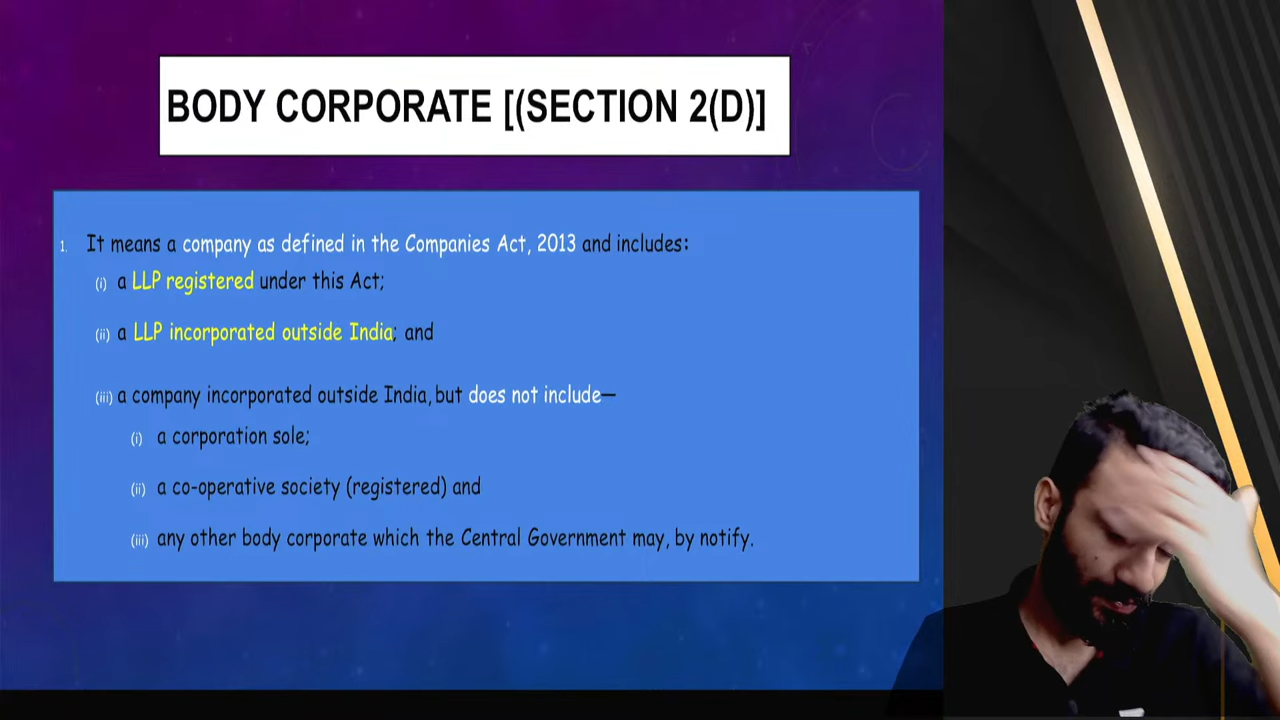 BODY CORPORATE [(SECTION 2(D)]
1. It means a company as defined in the Companies Act, 2013 and includes:
(i) a LLP registered under this Act;
(ii) a LLP incorporated outside India; and
(iii) a company incorporated outside India, but does not include—
(i) a corporation sole;
(ii) a co-operative society (registered) and
(iii) any other body corporate which the Central Government may, by notify.